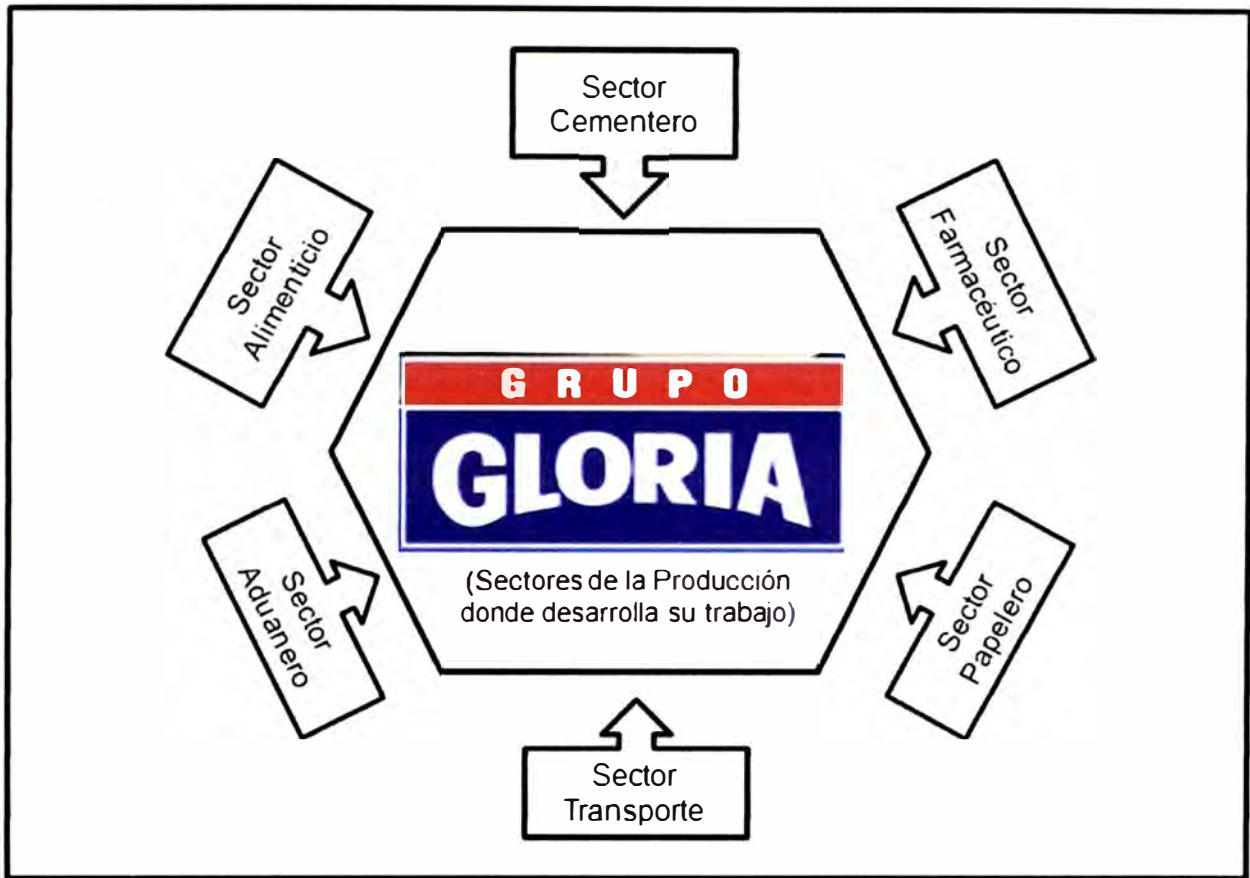 Sector
Cementero
Sector
Alimenticio
Sector
Farmacéutico
GRUPO
GLORIA
(Sectores de la Producción
donde desarrolla su trabajo)
Sector
Aduanero
Sector
Papelero
Sector
Transporte